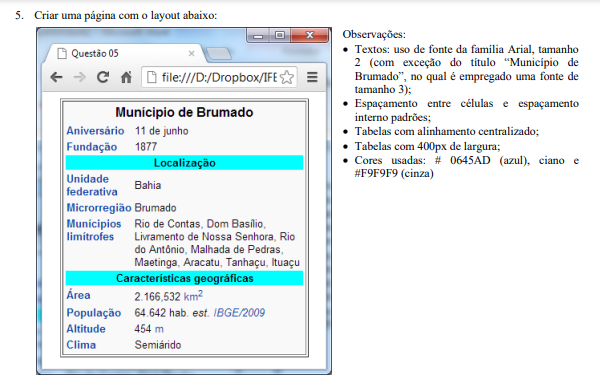 5. Criar uma página com o layout abaixo:
Questão 05
file:///D:/Dropbox/IFE
Município de Brumado
Aniversário 11 de junho
Fundação 1877
Localização
Unidade
federativa Bahia
Microrregião Brumado
Municípios Rio de Contas, Dom Basílio,
limítrofes Livramento de Nossa Senhora, Rio
do Antônio, Malhada de Pedras,
Maetinga, Aracatu, Tanhaçu, Ituaçu
Características geográficas
Área 2.166,532 km²
População 64.642 hab. est. IBGE/2009
Altitude 454 m
Clima Semiárido
Observações:
• Textos: uso de fonte da família Arial, tamanho
2 (com exceção do título “Município de
Brumado”, no qual é empregado uma fonte de
tamanho 3);
• Espaçamento entre células e espaçamento
interno padrões;
• Tabelas com alinhamento centralizado;
• Tabelas com 400px de largura;
• Cores usadas: # 0645AD (azul), ciano e
#F9F9F9 (cinza)